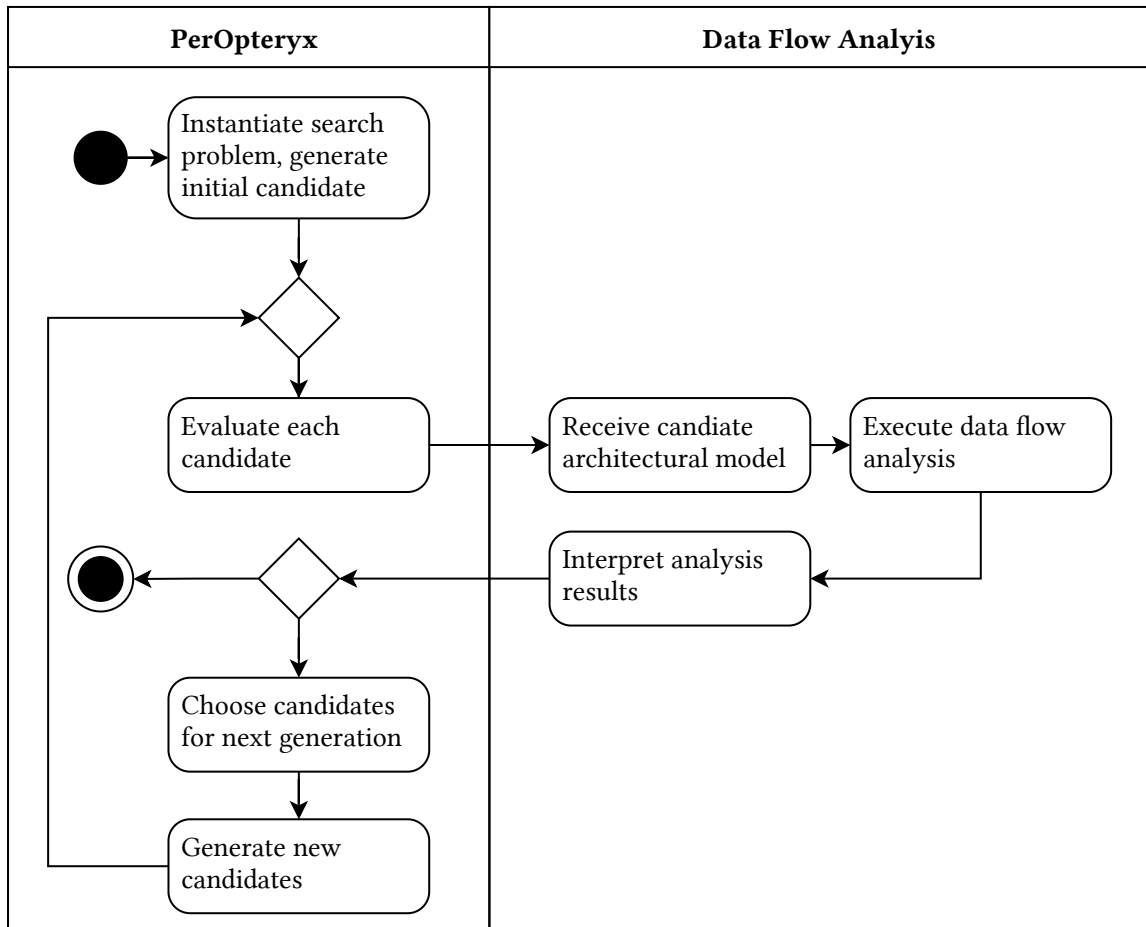 PerOpteryx
Data Flow Analyis
Instantiate search
problem, generate
initial candidate
Evaluate each
candidate
Receive candiate
architectural model
Execute data flow
analysis
Interpret analysis
results
Choose candidates
for next generation
Generate new
candidates